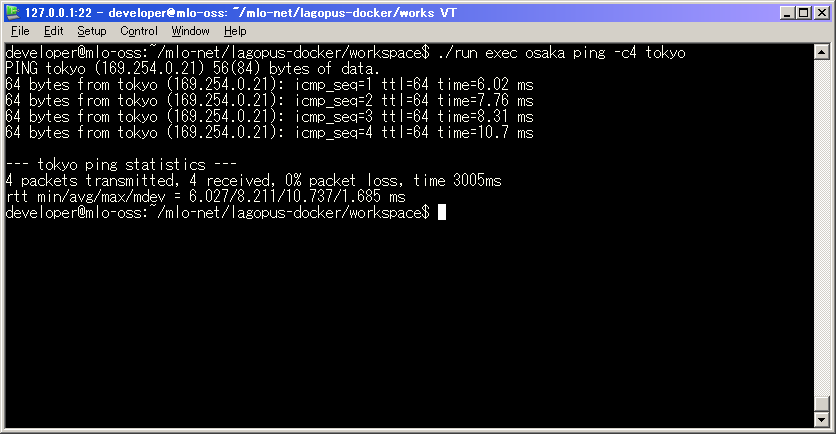 127.0.0.1:22 - developer@mlo-oss: ~/mlo-net/lagopus-docker/works VT
File Edit Setup Control Window Help
developer@mlo-oss:~/mlo-net/lagopus-docker/workspace$ ./run exec osaka ping -c4 tokyo
PING tokyo (169.254.0.21) 56(84) bytes of data.
64 bytes from tokyo (169.254.0.21): icmp_seq=1 ttl=64 time=6.02 ms
64 bytes from tokyo (169.254.0.21): icmp_seq=2 ttl=64 time=7.76 ms
64 bytes from tokyo (169.254.0.21): icmp_seq=3 ttl=64 time=8.31 ms
64 bytes from tokyo (169.254.0.21): icmp_seq=4 ttl=64 time=10.7 ms
--- tokyo ping statistics ---
4 packets transmitted, 4 received, 0% packet loss, time 3005ms
rtt min/avg/max/mdev = 6.027/8.211/10.737/1.685 ms
developer@mlo-oss:~/mlo-net/lagopus-docker/workspace$